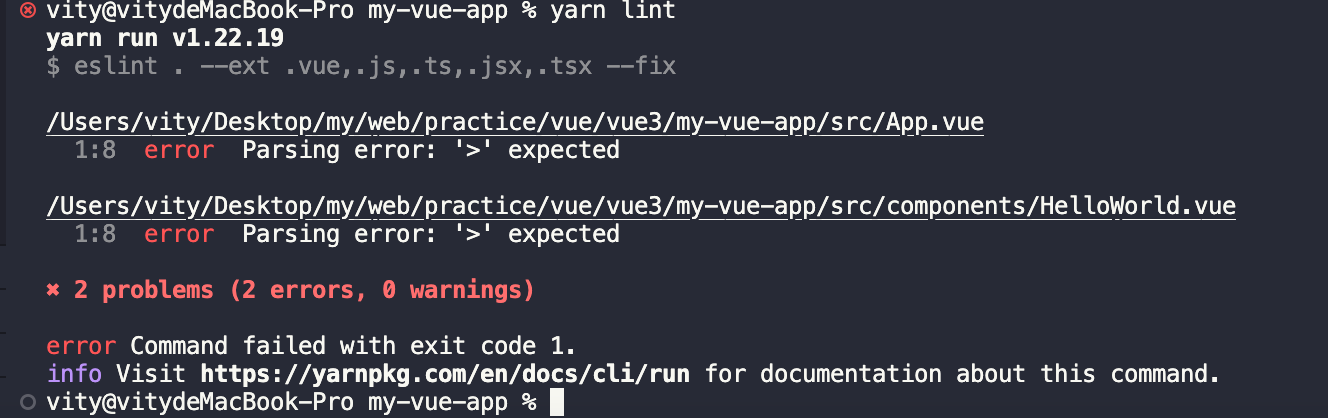 vity@vitydeMacBook-Pro my-vue-app % yarn lint
yarn run v1.22.19
$ eslint . --ext .vue,.js,.ts,.jsx,.tsx --fix
/Users/vity/Desktop/my/web/practice/vue/vue3/my-vue-app/src/App.vue
1:8 error Parsing error: '>' expected
/Users/vity/Desktop/my/web/practice/vue/vue3/my-vue-app/src/components/HelloWorld.vue
1:8 error Parsing error: '>' expected
✖ 2 problems (2 errors, 0 warnings)
error Command failed with exit code 1.
info Visit https://yarnpkg.com/en/docs/cli/run for documentation about this command.
vity@vitydeMacBook-Pro my-vue-app %